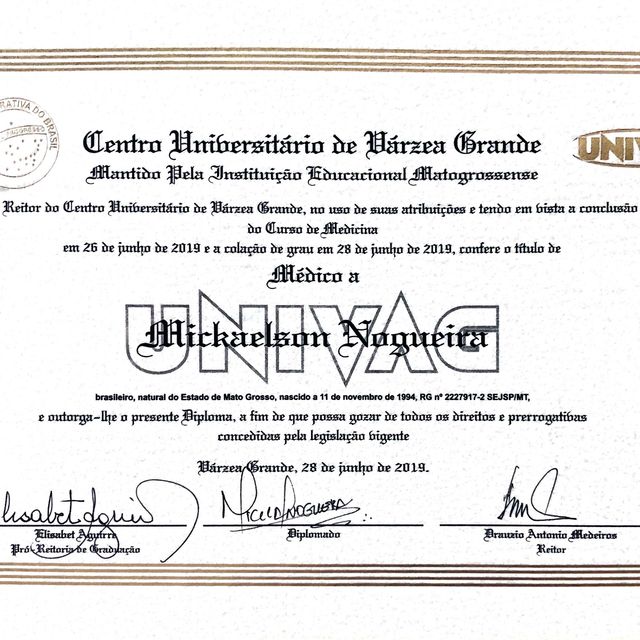 RATIVA DO BRASIL
Centro Universitário de Várzea Grande
UNIV
Mantido Pela Instituição Educacional Matogrossense
Reitor do Centro Universitário de Várzea Grande, no uso de suas atribuições e tendo em vista a conclusão
do Curso de Medicina
em 26 de junho de 2019 e a colação de grau em 28 de junho de 2019, confere o título de
Médico a
UNIVAG
Mickaelson Nogueira
brasileiro, natural do Estado de Mato Grosso, nascido a 11 de novembro de 1994, RG nº 2227917-2 SEJSP/MT,
e outorga-lhe o presente Diploma, a fim de que possa gozar de todos os direitos e prerrogativas
concedidas pela legislação vigente
Várzea Grande, 28 de junho de 2019.
Elisabet Aguirre
Diplomado
Drauzio Antonio Medeiros
Pró-Reitoria de Graduação
Reitor